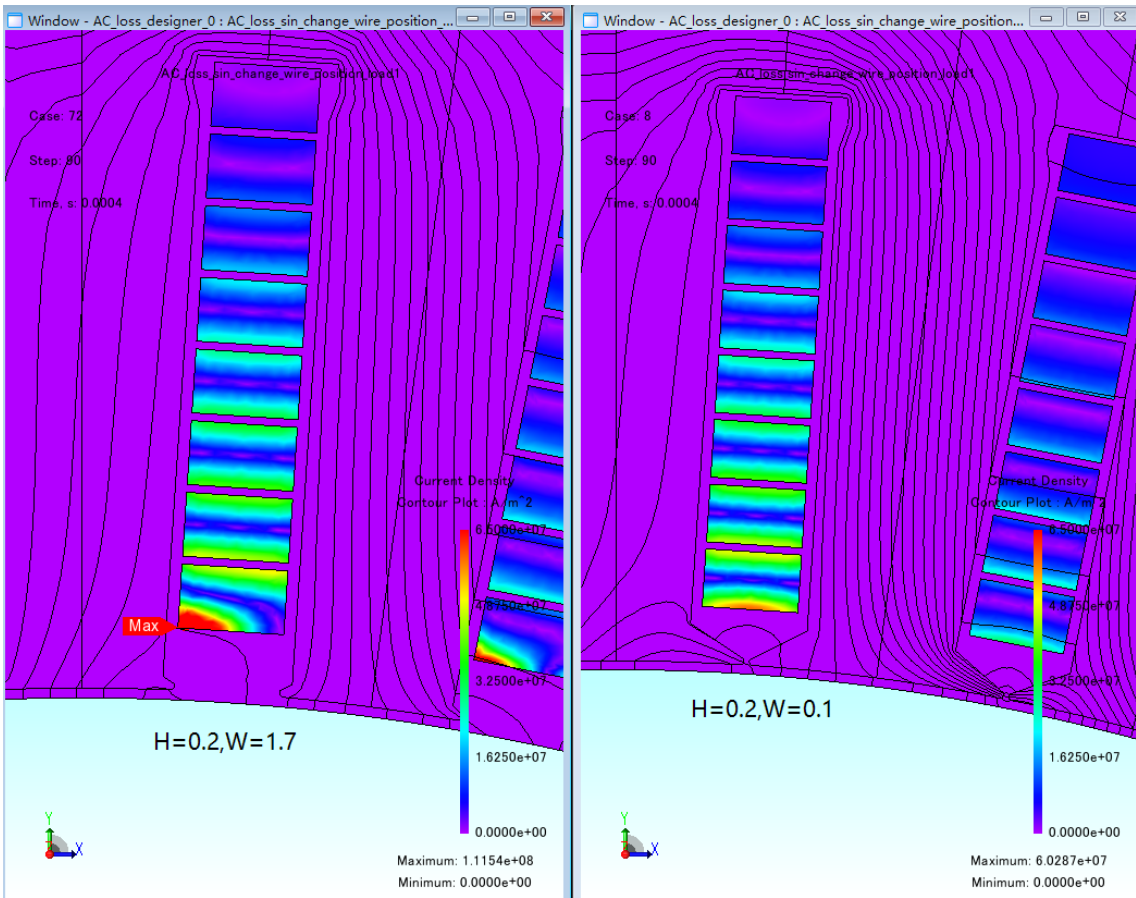 Window - AC_loss_designer_0 : AC_loss_sin_change_wire_position_...
AC_loss_sin_change_wire_position_load1
Case: 72
Step: 90
Time, s: 0.0004
Current Density
Contour Plot : A/m^2
6.5000e+07
4.8750e+07
Max
3.2500e+07
H=0.2,W=1.7
1.6250e+07
0.0000e+00
Y
X
Maximum: 1.1154e+08
Minimum: 0.0000e+00
Window - AC_loss_designer_0 : AC_loss_sin_change_wire_position...
AC_loss_sin_change_wire_position_load1
Case: 8
Step: 90
Time, s: 0.0004
Current Density
Contour Plot : A/m^2
6.5000e+07
4.8750e+07
3.2500e+07
H=0.2,W=0.1
1.6250e+07
0.0000e+00
Y
X
Maximum: 6.0287e+07
Minimum: 0.0000e+00